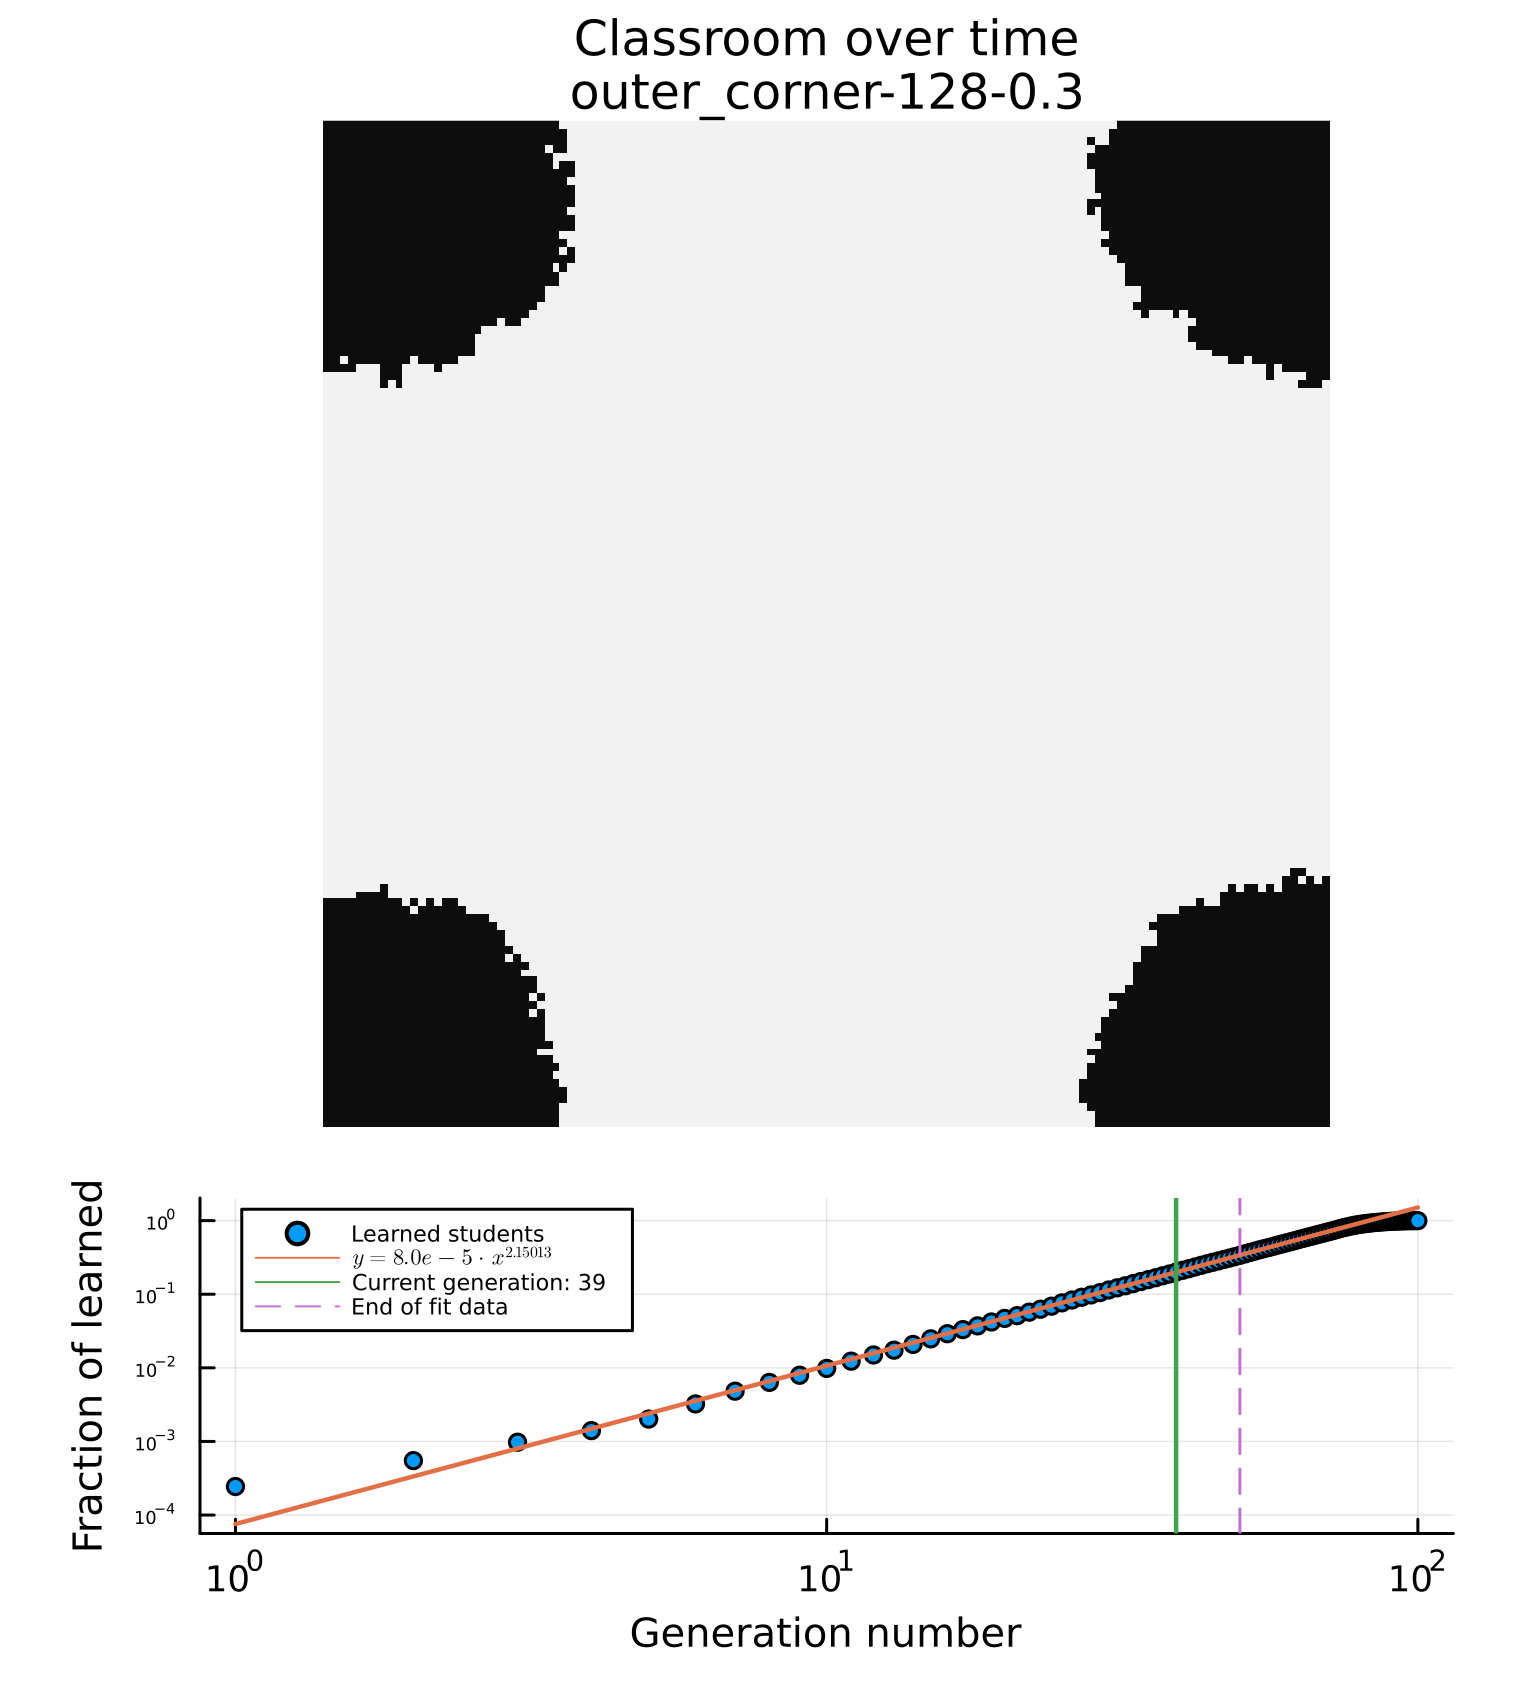 Classroom over time
outer_corner-128-0.3
Fraction of learned
10^0
10^-1
10^-2
10^-3
10^-4
Learned students
y = 8.0e − 5 · x^2.15013
Current generation: 39
End of fit data
10^0 10^1 10^2
Generation number